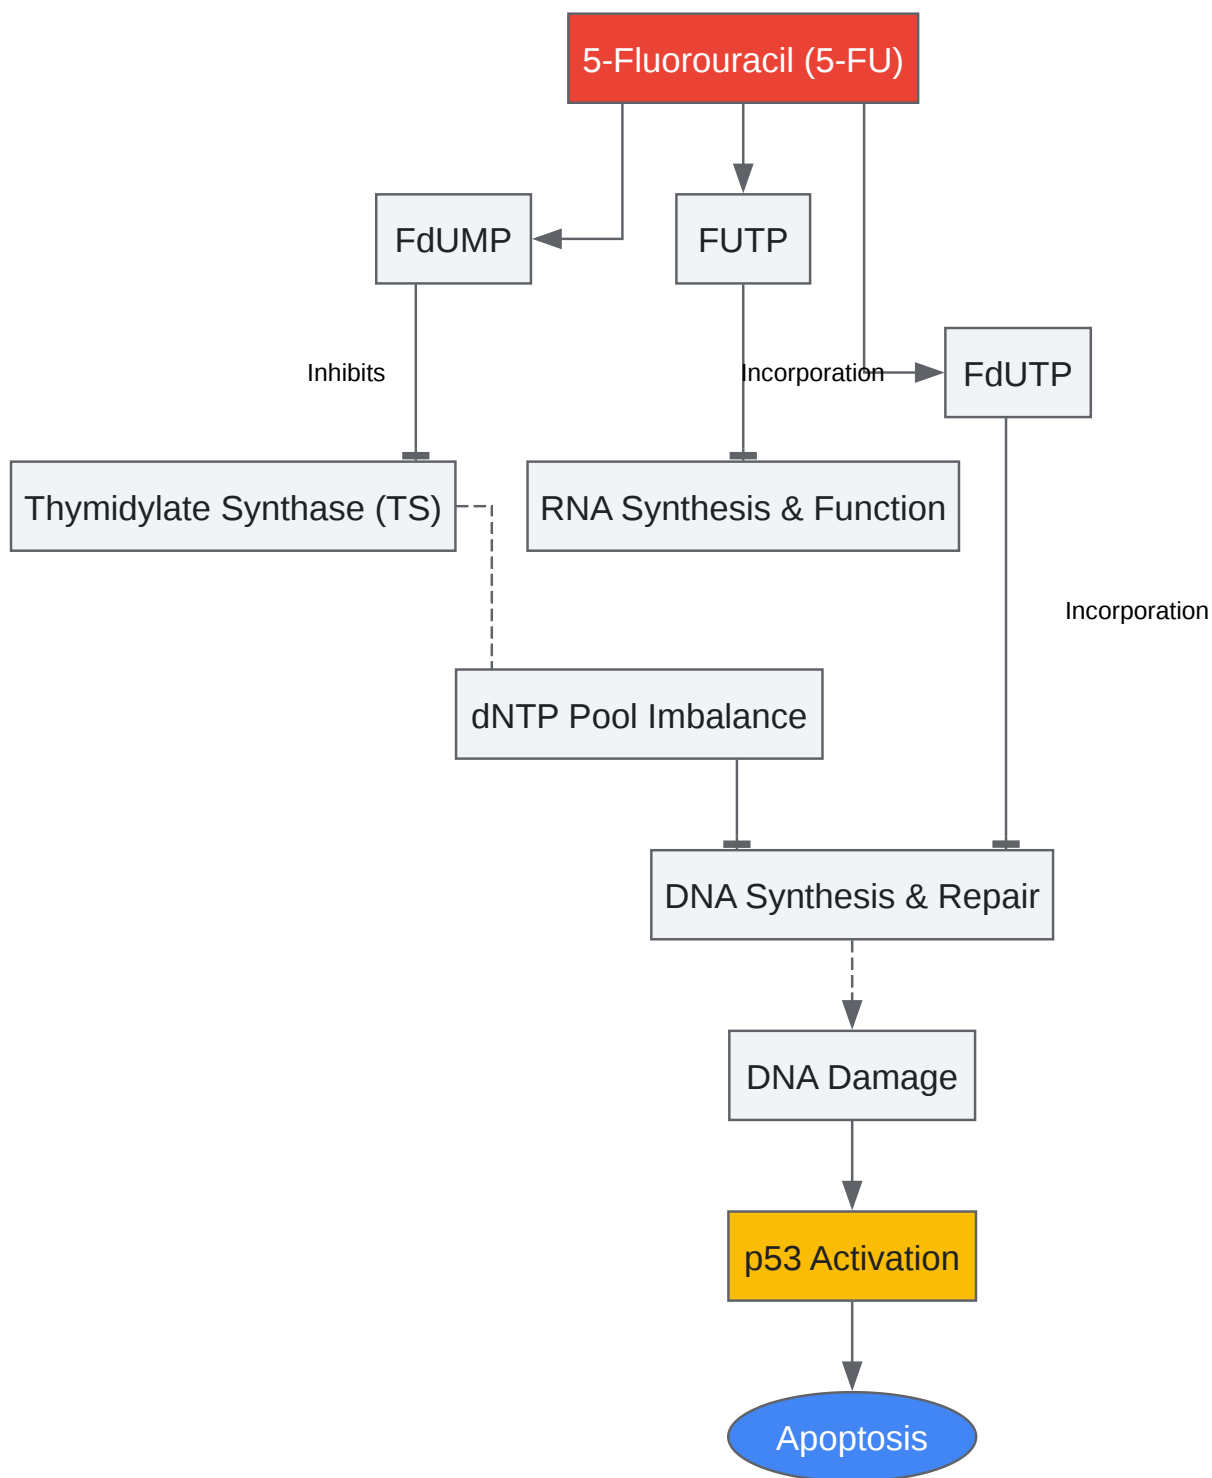 5-Fluorouracil (5-FU)
FdUMP
FUTP
Inhibits
Incorporation
FdUTP
Thymidylate Synthase (TS)
RNA Synthesis & Function
Incorporation
dNTP Pool Imbalance
DNA Synthesis & Repair
DNA Damage
p53 Activation
Apoptosis